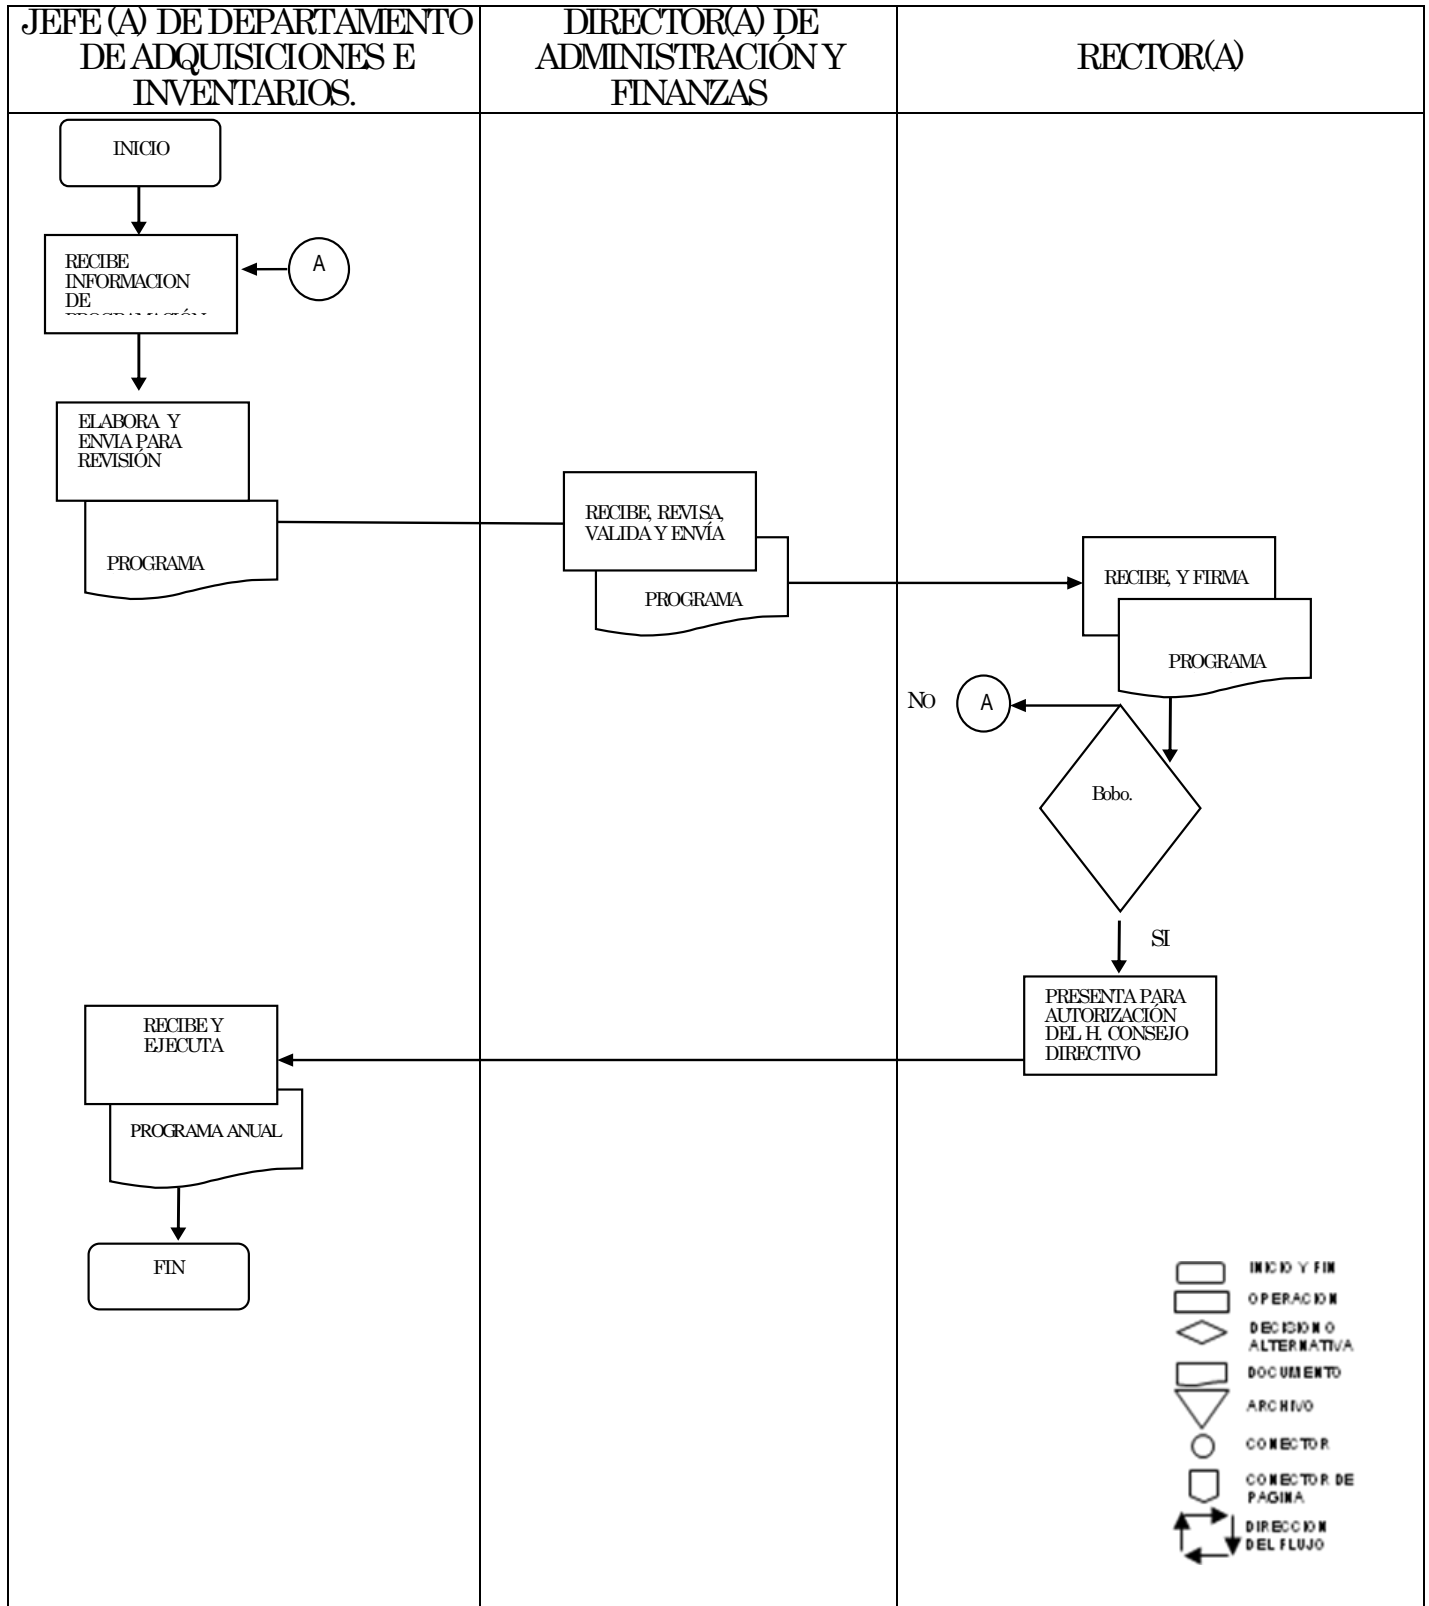 JEFE (A) DE DEPARTAMENTO
DE ADQUISICIONES E
INVENTARIOS.
DIRECTOR(A) DE
ADMINISTRACIÓN Y
FINANZAS
RECTOR(A)
INICIO
RECIBE
INFORMACION
DE
A
ELABORA Y
ENVIA PARA
REVISIÓN
PROGRAMA
RECIBE, REVISA,
VALIDA Y ENVÍA
PROGRAMA
RECIBE, Y FIRMA
PROGRAMA
NO
A
Bobo.
SI
PRESENTA PARA
AUTORIZACIÓN
DEL H. CONSEJO
DIRECTIVO
RECIBE Y
EJECUTA
PROGRAMA ANUAL
FIN
INICIO Y FIN
OPERACION
DECISION O
ALTERNATIVA
DOCUMENTO
ARCHIVO
CONECTOR
CONECTOR DE
PAGINA
DIRECCION
DEL FLUJO